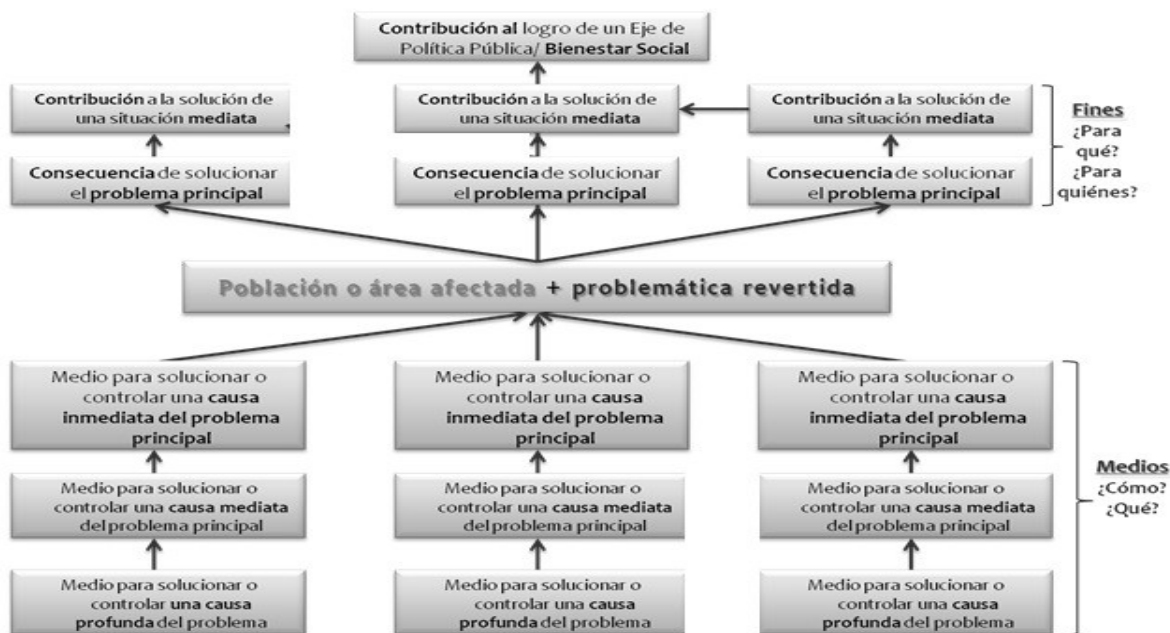 Contribución al logro de un Eje de
Política Pública/ Bienestar Social
Contribución a la solución de
una situación mediata
Contribución a la solución de
una situación mediata
Contribución a la solución de
una situación mediata
Consecuencia de solucionar
el problema principal
Consecuencia de solucionar
el problema principal
Consecuencia de solucionar
el problema principal
Fines
¿Para
qué?
¿Para
quiénes?
Población o área afectada + problemática revertida
Medio para solucionar o
controlar una causa
inmediata del problema
principal
Medio para solucionar o
controlar una causa
inmediata del problema
principal
Medio para solucionar o
controlar una causa
inmediata del problema
principal
Medio para solucionar o
controlar una causa mediata
del problema principal
Medio para solucionar o
controlar una causa mediata
del problema principal
Medio para solucionar o
controlar una causa mediata
del problema principal
Medios
¿Cómo?
¿Qué?
Medio para solucionar o
controlar una causa
profunda del problema
Medio para solucionar o
controlar una causa
profunda del problema
Medio para solucionar o
controlar una causa
profunda del problema